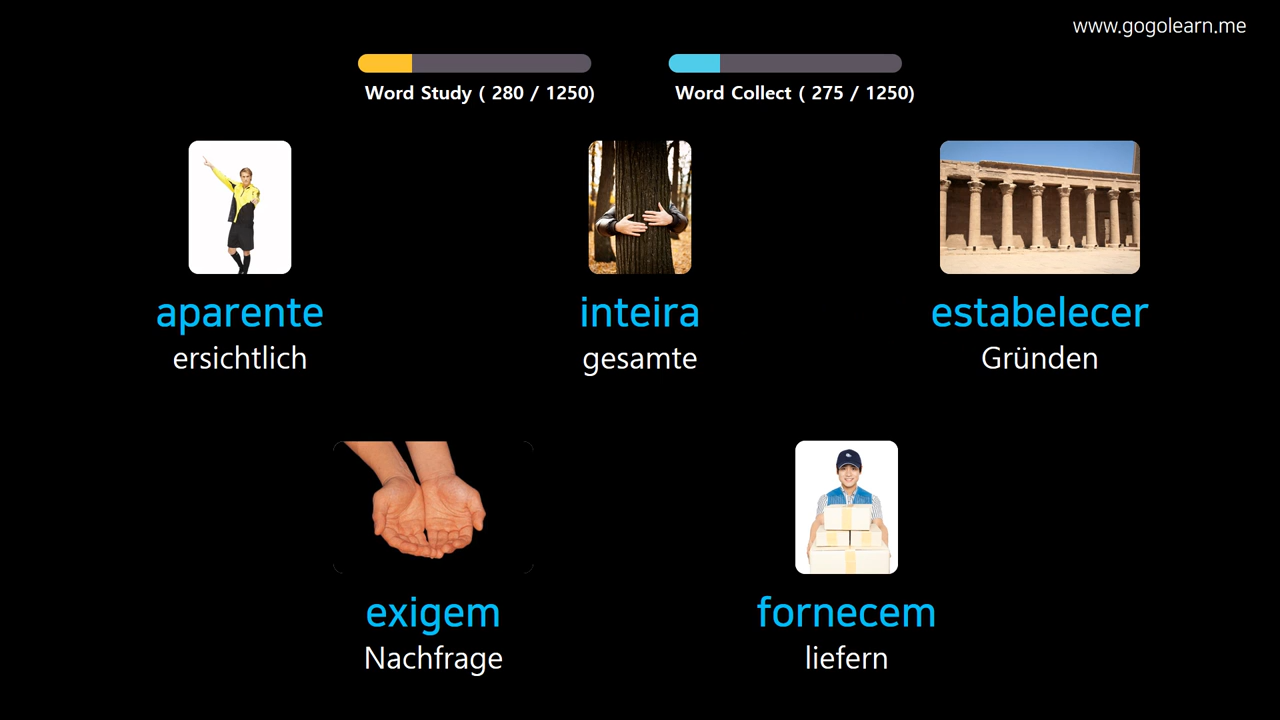 www.gogolearn.me
Word Study ( 280 / 1250)
Word Collect ( 275 / 1250)
aparente
ersichtlich
inteira
gesamte
estabelecer
Gründen
exigem
Nachfrage
fornecem
liefern